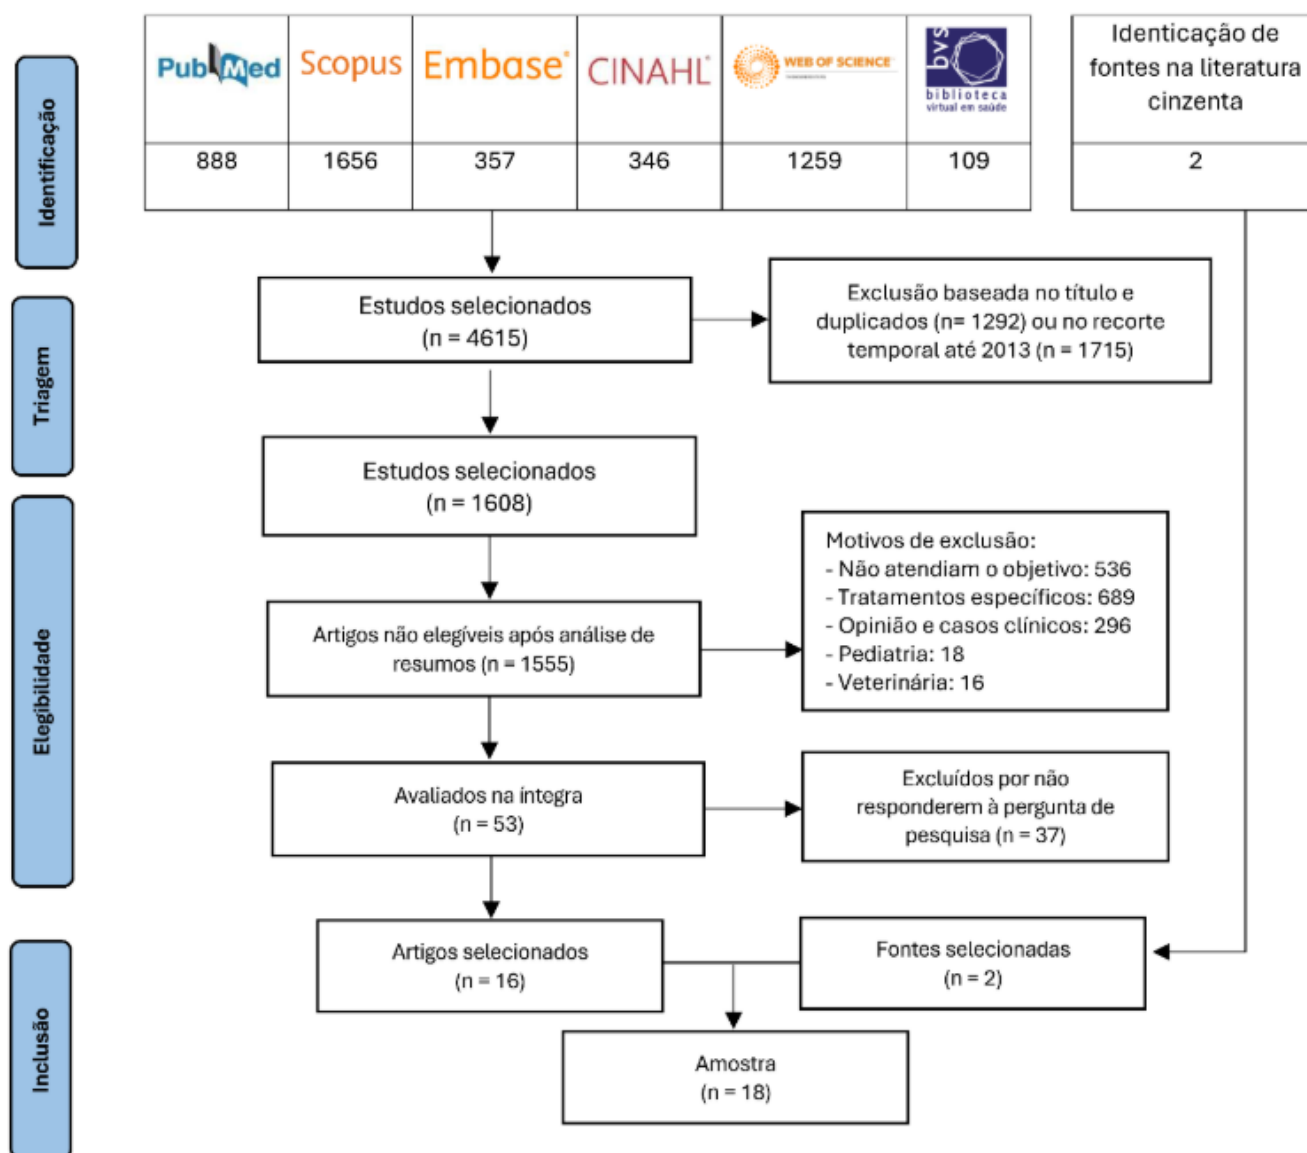 PubMed
Scopus
Embase®
CINAHL®
WEB OF SCIENCE™
bvs
biblioteca
virtual em saúde
Identicação de
fontes na literatura
cinzenta
888
1656
357
346
1259
109
2
Identificação
Estudos selecionados
(n = 4615)
Exclusão baseada no título e
duplicados (n= 1292) ou no recorte
temporal até 2013 (n = 1715)
Triagem
Estudos selecionados
(n = 1608)
Elegibilidade
Artigos não elegíveis após análise de
resumos (n = 1555)
Motivos de exclusão:
- Não atendiam o objetivo: 536
- Tratamentos específicos: 689
- Opinião e casos clínicos: 296
- Pediatria: 18
- Veterinária: 16
Avaliados na íntegra
(n = 53)
Excluídos por não
responderem à pergunta de
pesquisa (n = 37)
Inclusão
Artigos selecionados
(n = 16)
Fontes selecionadas
(n = 2)
Amostra
(n = 18)